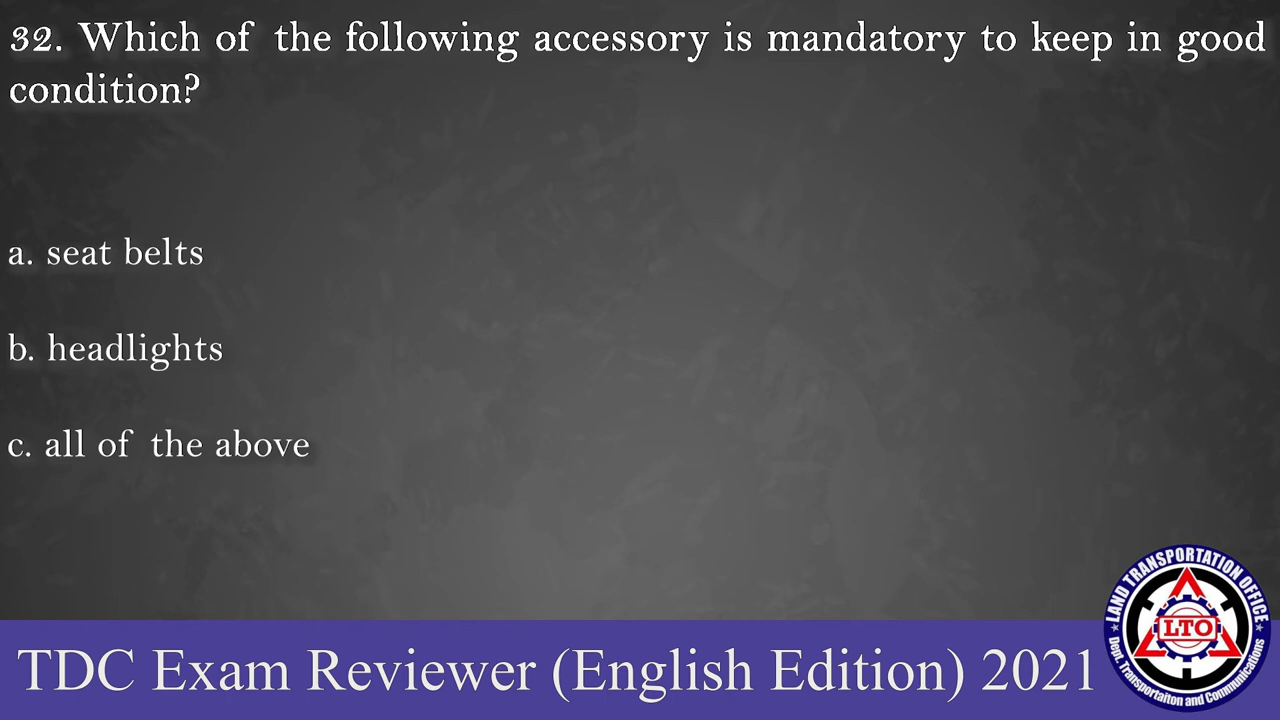 32. Which of the following accessory is mandatory to keep in good
condition?
a. seat belts
b. headlights
c. all of the above
TDC Exam Reviewer (English Edition) 2021
LAND TRANSPORTATION OFFICE
LTO
Dept. Transportaiton and Communications